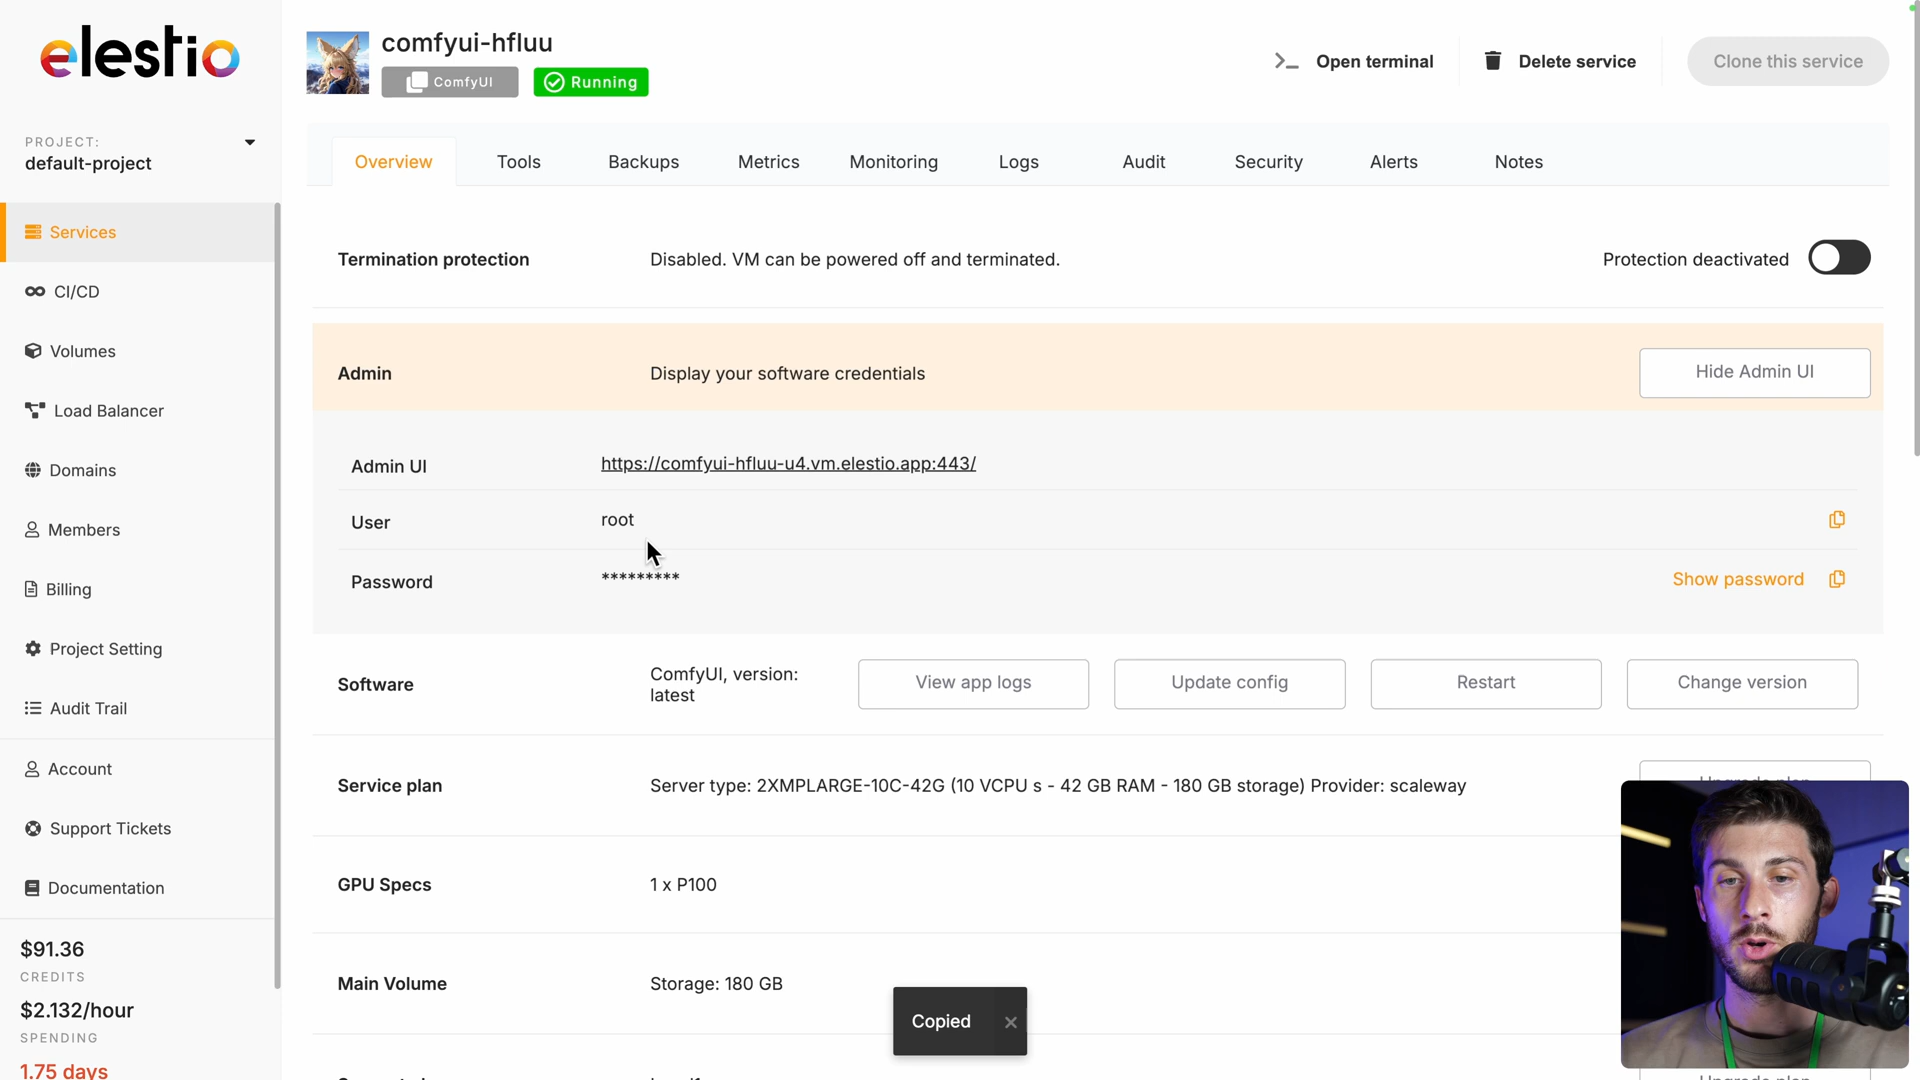 elestio
PROJECT:
default-project
Services
CI/CD
Volumes
Load Balancer
Domains
Members
Billing
Project Setting
Audit Trail
Account
Support Tickets
Documentation
$91.36
CREDITS
$2.132/hour
SPENDING
1.75 days
comfyui-hfluu
ComfyUI
Running
Open terminal
Delete service
Clone this service
Overview
Tools
Backups
Metrics
Monitoring
Logs
Audit
Security
Alerts
Notes
Termination protection
Disabled. VM can be powered off and terminated.
Protection deactivated
Admin
Display your software credentials
Hide Admin UI
Admin UI
https://comfyui-hfluu-u4.vm.elestio.app:443/
User
root
Password
*********
Show password
Software
ComfyUI, version:
latest
View app logs
Update config
Restart
Change version
Service plan
Server type: 2XMPLARGE-10C-42G (10 VCPU s - 42 GB RAM - 180 GB storage) Provider: scaleway
GPU Specs
1 x P100
Main Volume
Storage: 180 GB
Copied